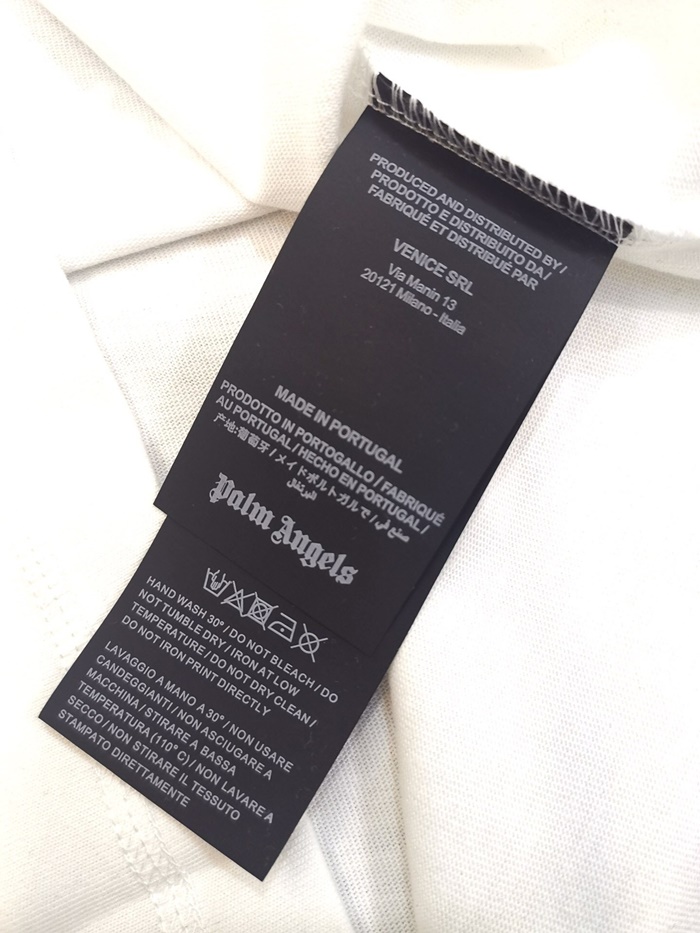 PRODUCED AND DISTRIBUTED BY/
PRODOTTO E DISTRIBUITO DA/
FABRIQUÉ ET DISTRIBUÉ PAR
VENICE SRL
Via Manin 13
20121 Milano - Italia
MADE IN PORTUGAL
PRODOTTO IN PORTOGALLO / FABRIQUÉ
AU PORTUGAL / HECHO EN PORTUGAL /
产地:葡萄牙 / メイドポルトガルで / صنع في
البرتغال
Palm Angels
HAND WASH 30° / DO NOT BLEACH / DO
NOT TUMBLE DRY / IRON AT LOW
TEMPERATURE / DO NOT DRY CLEAN /
DO NOT IRON PRINT DIRECTLY
LAVAGGIO A MANO A 30° / NON USARE
CANDEGGIANTI / NON ASCIUGARE A
MACCHINA / STIRARE A BASSA
TEMPERATURA (110°C) / NON LAVARE A
SECCO / NON STIRARE IL TESSUTO
STAMPATO DIRETTAMENTE